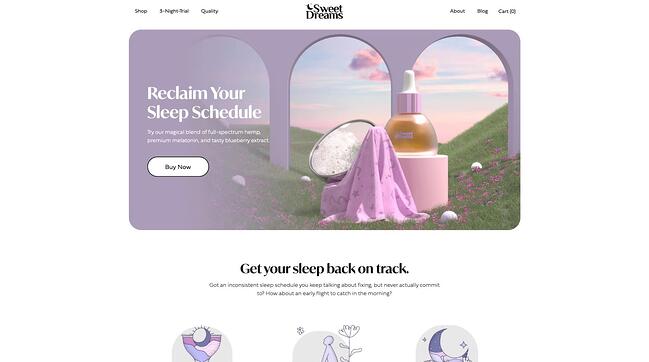 Shop
3-Night-Trial
Quality
Sweet
Dreams
About
Blog
Cart (0)
Reclaim Your
Sleep Schedule
Try our magical blend of full-spectrum hemp,
premium melatonin, and tasty blueberry extract.
Buy Now
Get your sleep back on track.
Got an inconsistent sleep schedule you keep talking about fixing, but never actually commit
to? How about an early flight to catch in the morning?